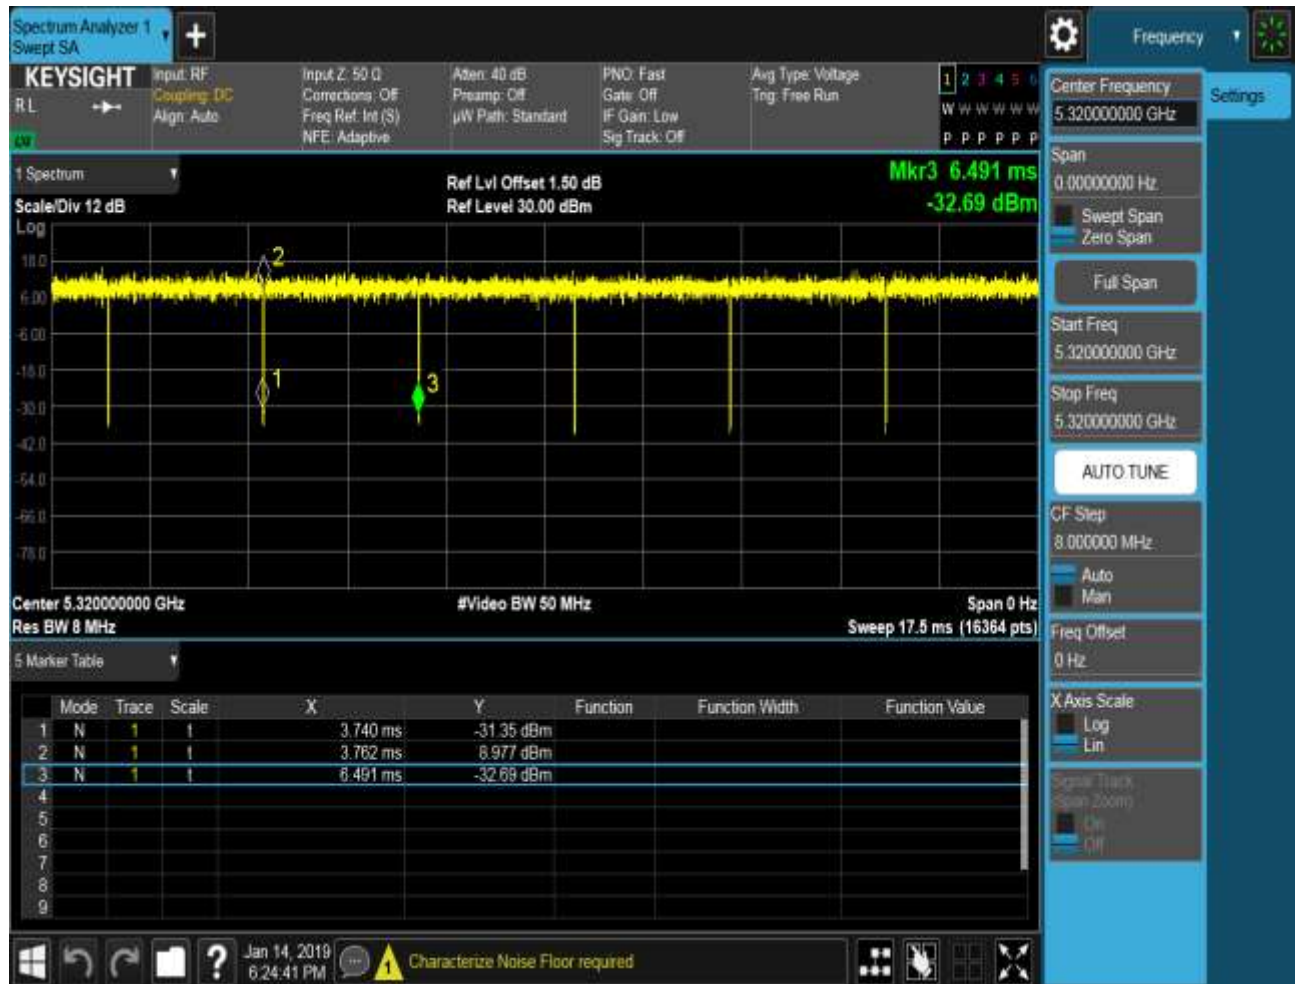 Spectrum Analyzer 1
Swept SA
+
Frequency
KEYSIGHT
RL
Input: RF
Coupling: DC
Align: Auto
Input Z: 50 Ω
Corrections: Off
Freq Ref: Int (S)
NFE: Adaptive
Atten: 40 dB
Preamp: Off
µW Path: Standard
PNO: Fast
Gate: Off
IF Gain: Low
Sig Track: Off
Avg Type: Voltage
Trig: Free Run
1 2 3 4 5 6
W W W W W W
P P P P P P
1 Spectrum
Scale/Div 12 dB
Ref Lvl Offset 1.50 dB
Ref Level 30.00 dBm
Mkr3 6.491 ms
-32.69 dBm
Log
18.0
6.00
-6.00
-18.0
-30.0
-42.0
-54.0
-66.0
-78.0
2
1
3
Center 5.320000000 GHz
#Video BW 50 MHz
Span 0 Hz
Res BW 8 MHz
Sweep 17.5 ms (16364 pts)
5 Marker Table
Mode Trace Scale X Y Function Function Width Function Value
1 N 1 t 3.740 ms -31.35 dBm
2 N 1 t 3.762 ms 8.977 dBm
3 N 1 t 6.491 ms -32.69 dBm
4
5
6
7
8
9
Center Frequency
5.320000000 GHz
Settings
Span
0.00000000 Hz
Swept Span
Zero Span
Full Span
Start Freq
5.320000000 GHz
Stop Freq
5.320000000 GHz
AUTO TUNE
CF Step
8.000000 MHz
Auto
Man
Freq Offset
0 Hz
X Axis Scale
Log
Lin
Signal Track
(Span Zoom)
On
Off
?
Jan 14, 2019
6:24:41 PM
1
Characterize Noise Floor required